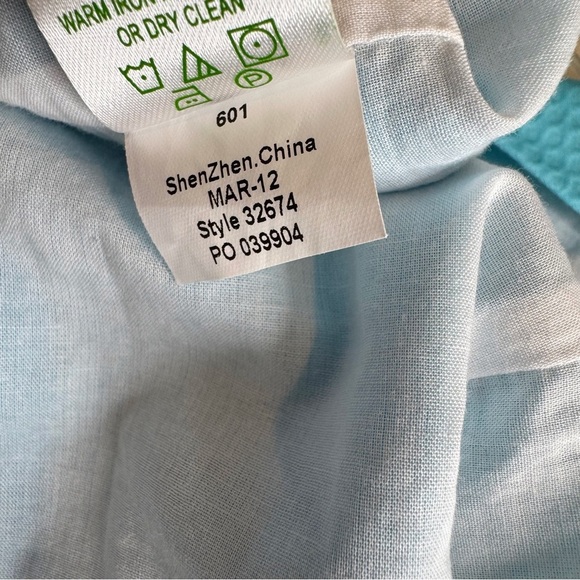 WARM IRON
OR DRY CLEAN
P
601
ShenZhen.China
MAR-12
Style 32674
PO 039904